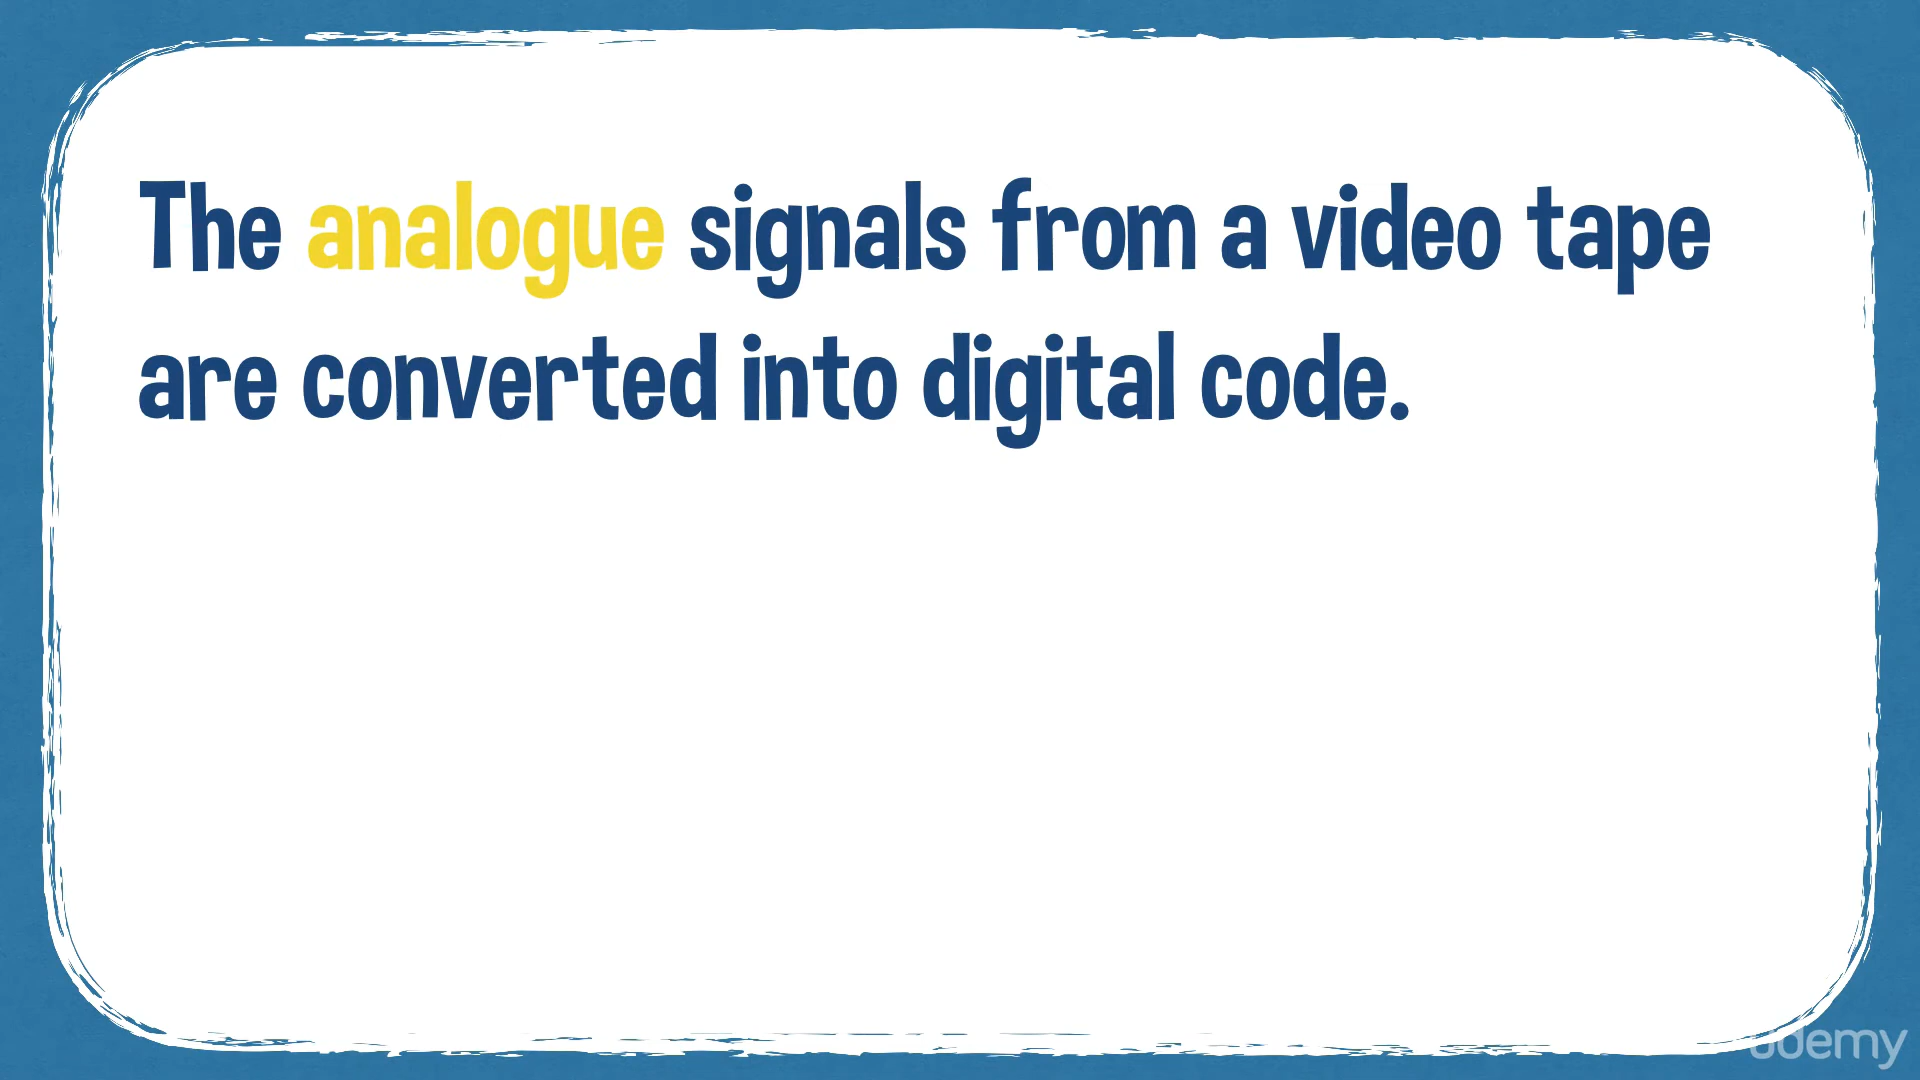 The analogue signals from a video tape
are converted into digital code.
udemy